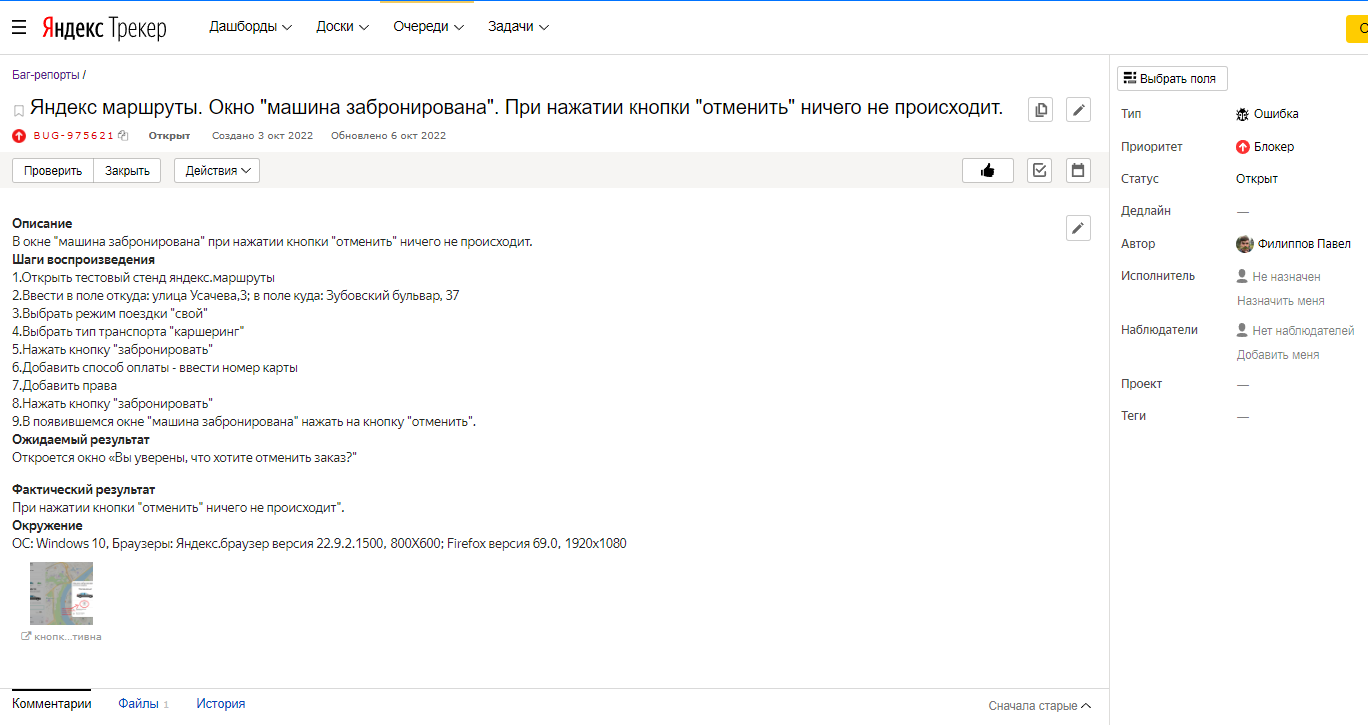 Яндекс Трекер
Дашборды
Доски
Очереди
Задачи
Баг-репорты /
Яндекс маршруты. Окно "машина забронирована". При нажатии кнопки "отменить" ничего не происходит.
BUG-975621
Открыт
Создано 3 окт 2022
Обновлено 6 окт 2022
Проверить
Закрыть
Действия
Описание
В окне "машина забронирована" при нажатии кнопки "отменить" ничего не происходит.
Шаги воспроизведения
1.Открыть тестовый стенд яндекс.маршруты
2.Ввести в поле откуда: улица Усачева,3; в поле куда: Зубовский бульвар, 37
3.Выбрать режим поездки "свой"
4.Выбрать тип транспорта "каршеринг"
5.Нажать кнопку "забронировать"
6.Добавить способ оплаты - ввести номер карты
7.Добавить права
8.Нажать кнопку "забронировать"
9.В появившемся окне "машина забронирована" нажать на кнопку "отменить".
Ожидаемый результат
Откроется окно «Вы уверены, что хотите отменить заказ?"
Фактический результат
При нажатии кнопки "отменить" ничего не происходит".
Окружение
ОС: Windows 10, Браузеры: Яндекс.браузер версия 22.9.2.1500, 800X600; Firefox версия 69.0, 1920x1080
кнопк...тивна
Комментарии
Файлы 1
История
Сначала старые
Выбрать поля
Тип
Ошибка
Приоритет
Блокер
Статус
Открыт
Дедлайн
—
Автор
Филиппов Павел
Исполнитель
Не назначен
Назначить меня
Наблюдатели
Нет наблюдателей
Добавить меня
Проект
—
Теги
—